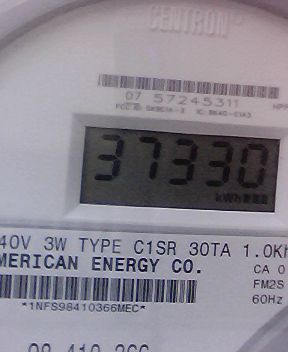 CENTRON
07 57245311
37330
kWh
40V 3W TYPE C1SR 30TA 1.0Kh
MERICAN ENERGY CO.
CA 0
FM2S
60Hz
*1NFS98410366MEC*